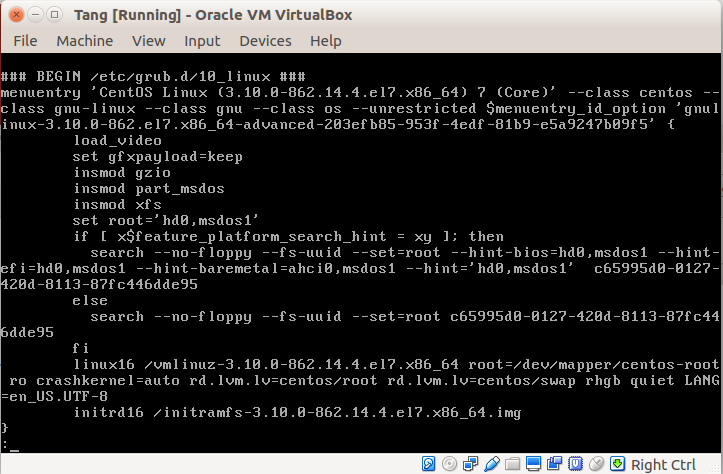 Tang [Running] - Oracle VM VirtualBox
File Machine View Input Devices Help
### BEGIN /etc/grub.d/10_linux ###
menuentry 'CentOS Linux (3.10.0-862.14.4.el7.x86_64) 7 (Core)' --class centos --
class gnu-linux --class gnu --class os --unrestricted $menuentry_id_option 'gnul
inux-3.10.0-862.el7.x86_64-advanced-203efb85-953f-4edf-81b9-e5a9247b09f5' {
load_video
set gfxpayload=keep
insmod gzio
insmod part_msdos
insmod xfs
set root='hd0,msdos1'
if [ x$feature_platform_search_hint = xy ]; then
search --no-floppy --fs-uuid --set=root --hint-bios=hd0,msdos1 --hint-
efi=hd0,msdos1 --hint-baremetal=ahci0,msdos1 --hint='hd0,msdos1' c65995d0-0127-
420d-8113-87fc446dde95
else
search --no-floppy --fs-uuid --set=root c65995d0-0127-420d-8113-87fc44
6dde95
fi
linux16 /vmlinuz-3.10.0-862.14.4.el7.x86_64 root=/dev/mapper/centos-root
ro crashkernel=auto rd.lvm.lv=centos/root rd.lvm.lv=centos/swap rhgb quiet LANG
=en_US.UTF-8
initrd16 /initramfs-3.10.0-862.14.4.el7.x86_64.img
}
:_
Right Ctrl